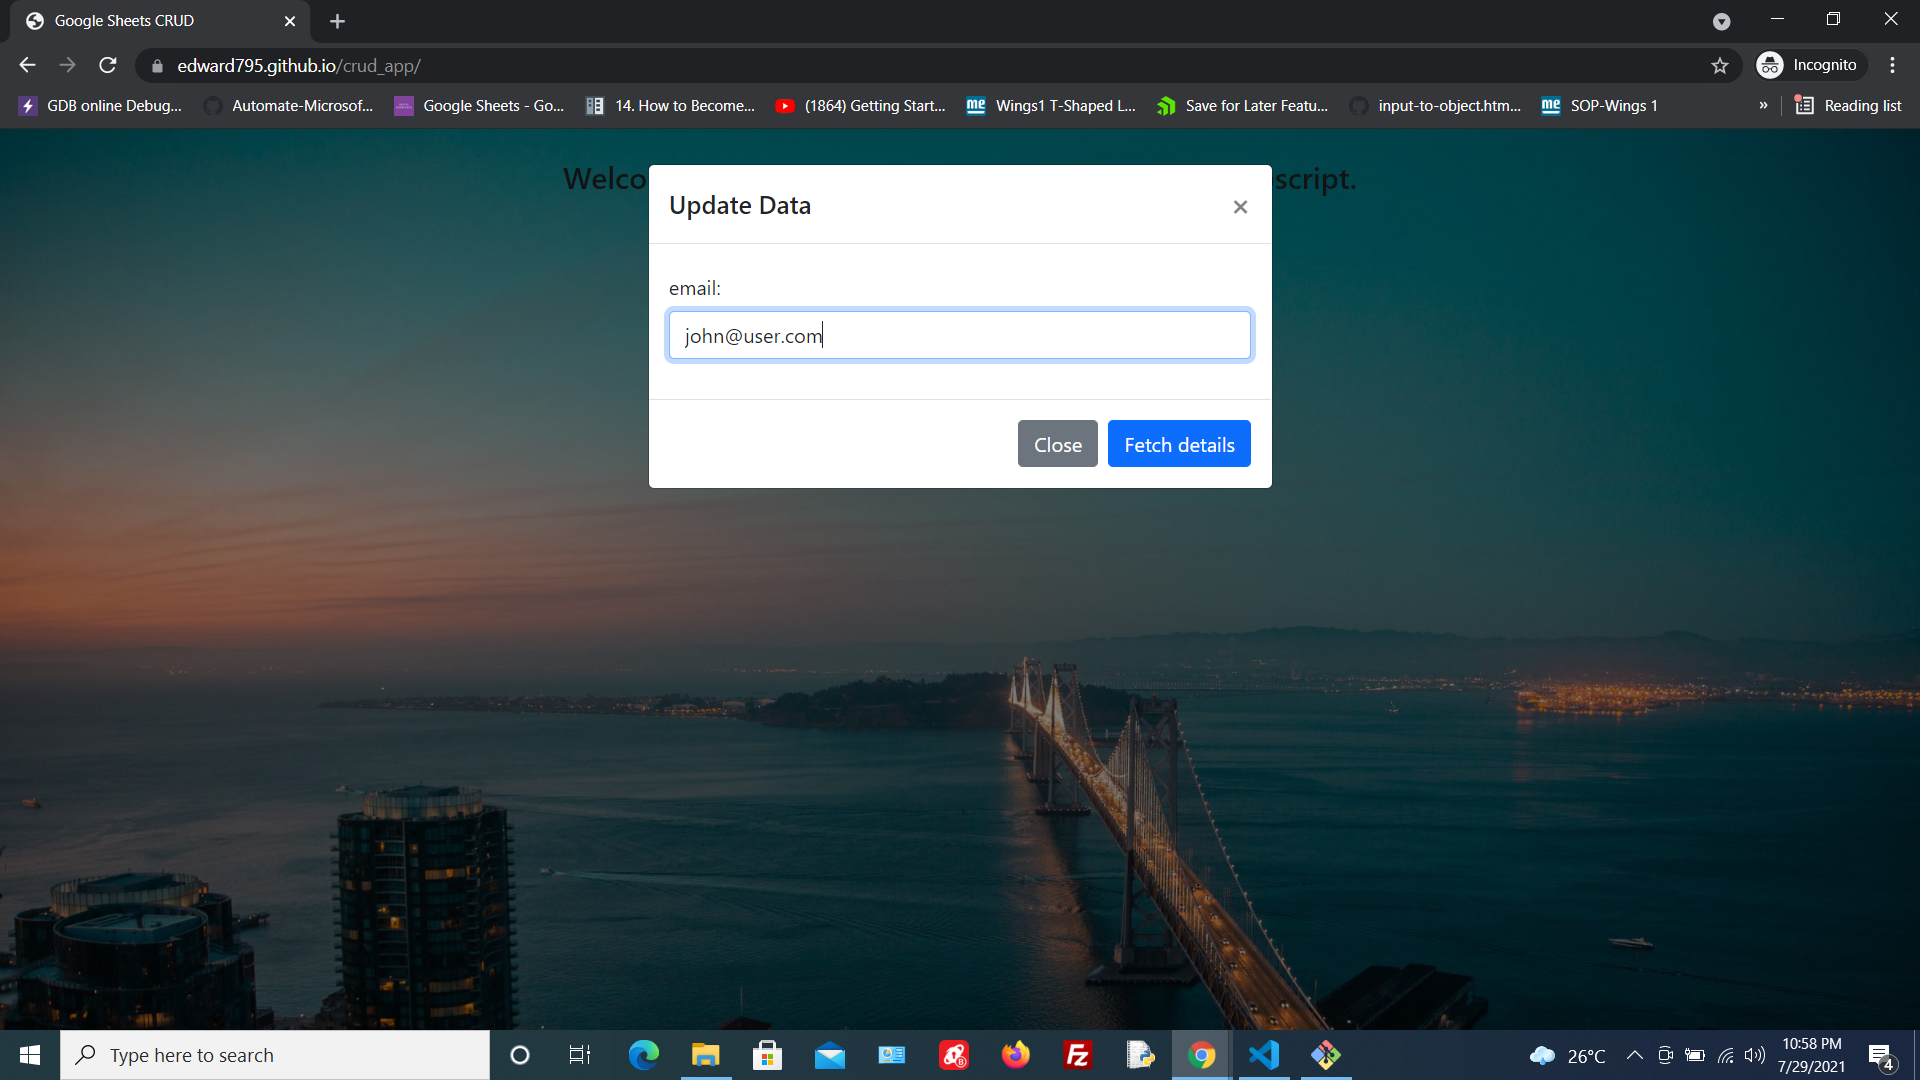 Google Sheets CRUD
edward795.github.io/crud_app/
Incognito
GDB online Debug...
Automate-Microsof...
Google Sheets - Go...
14. How to Become...
(1864) Getting Start...
Wings1 T-Shaped L...
Save for Later Featu...
input-to-object.htm...
SOP-Wings 1
»
Reading list
Welco
script.
Update Data
×
email:
john@user.com
Close
Fetch details
Type here to search
26°C
10:58 PM
7/29/2021
4